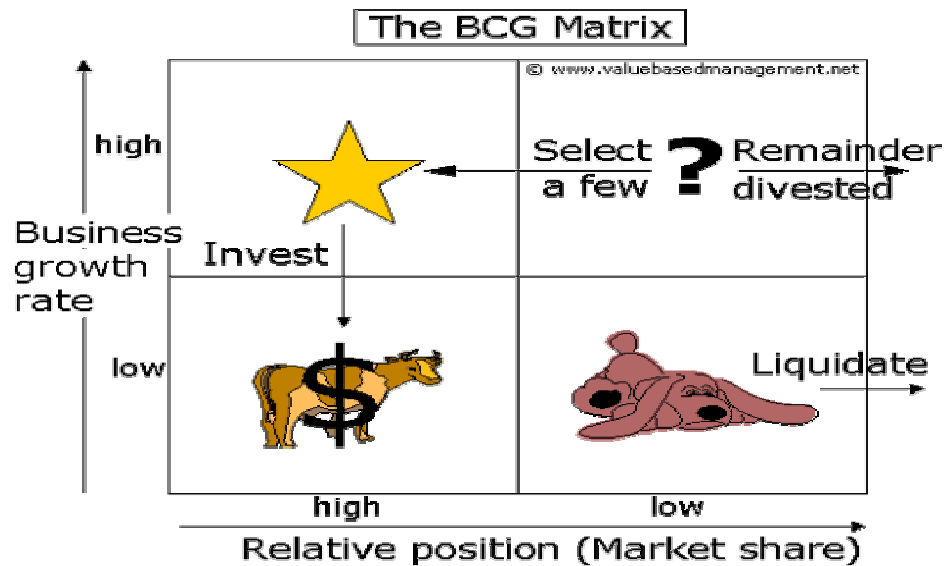 The BCG Matrix
© www.valuebasedmanagement.net
high
Select
a few
?
Remainder
divested
Business
growth
rate
Invest
low
$
Liquidate
high
low
Relative position (Market share)